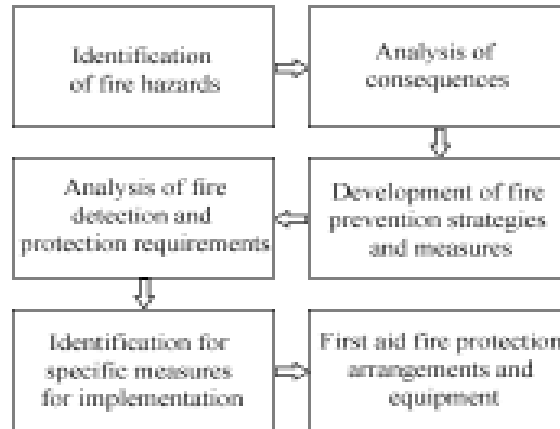 Identification
of fire hazards
Analysis of
consequences
Development of fire
prevention strategies
and measures
Analysis of fire
detection and
protection requirements
Identification for
specific measures
for implementation
First aid fire protection
arrangements and
equipment